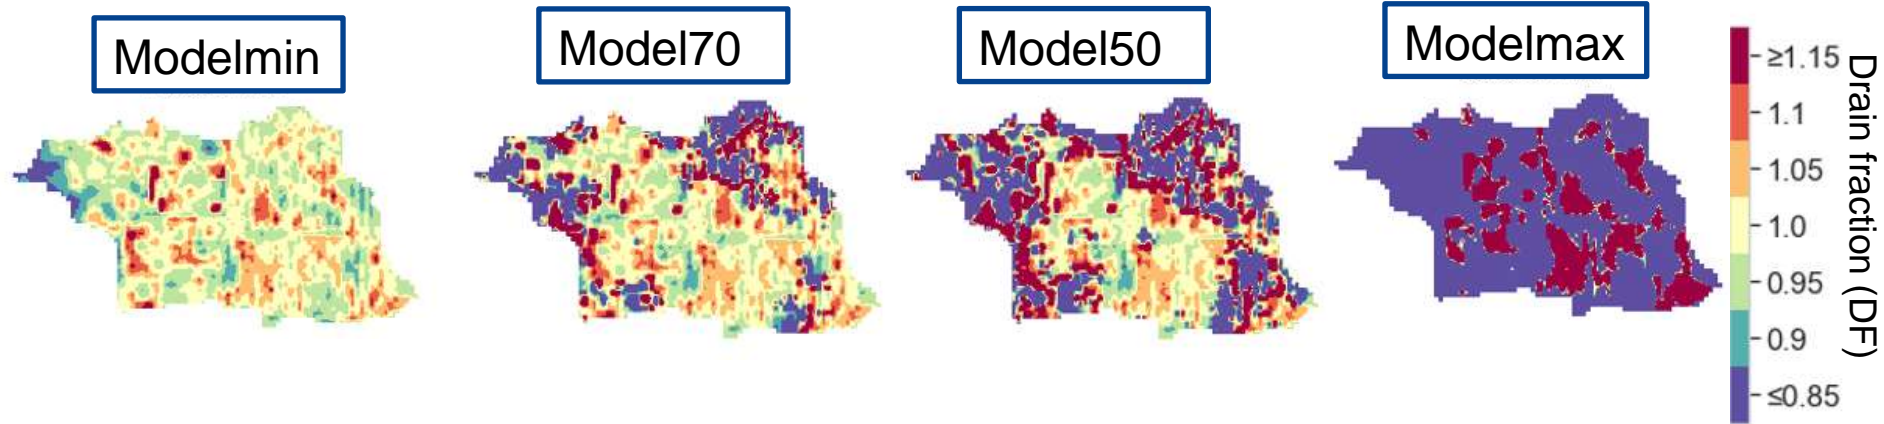 Modelmin
Model70
Model50
Modelmax
≥1.15
1.1
1.05
1.0
0.95
0.9
≤0.85
Drain fraction (DF)